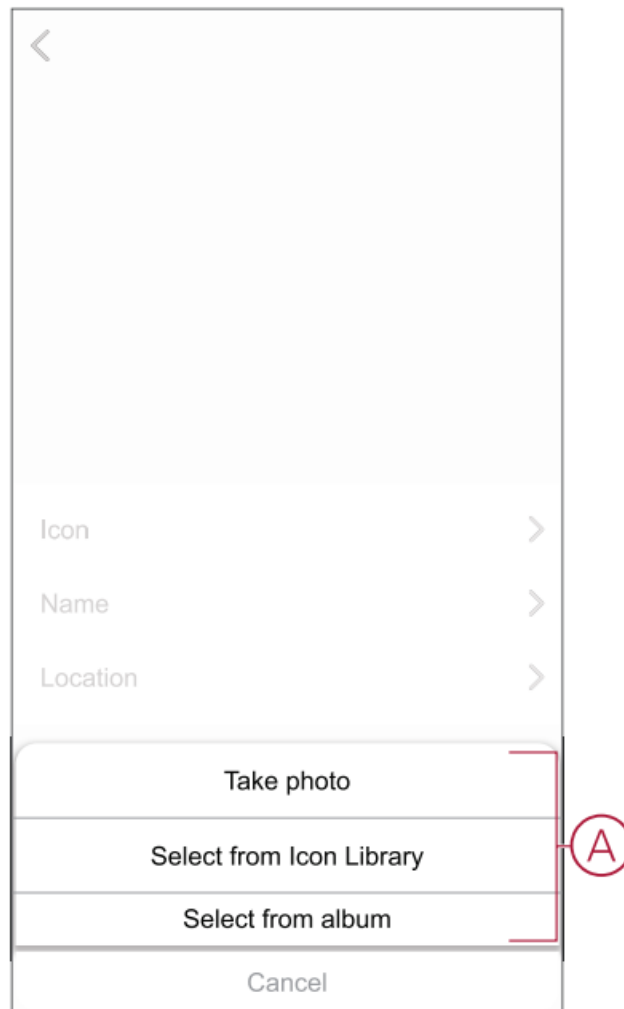 Icon
Name
Location
Take photo
Select from Icon Library
A
Select from album
Cancel